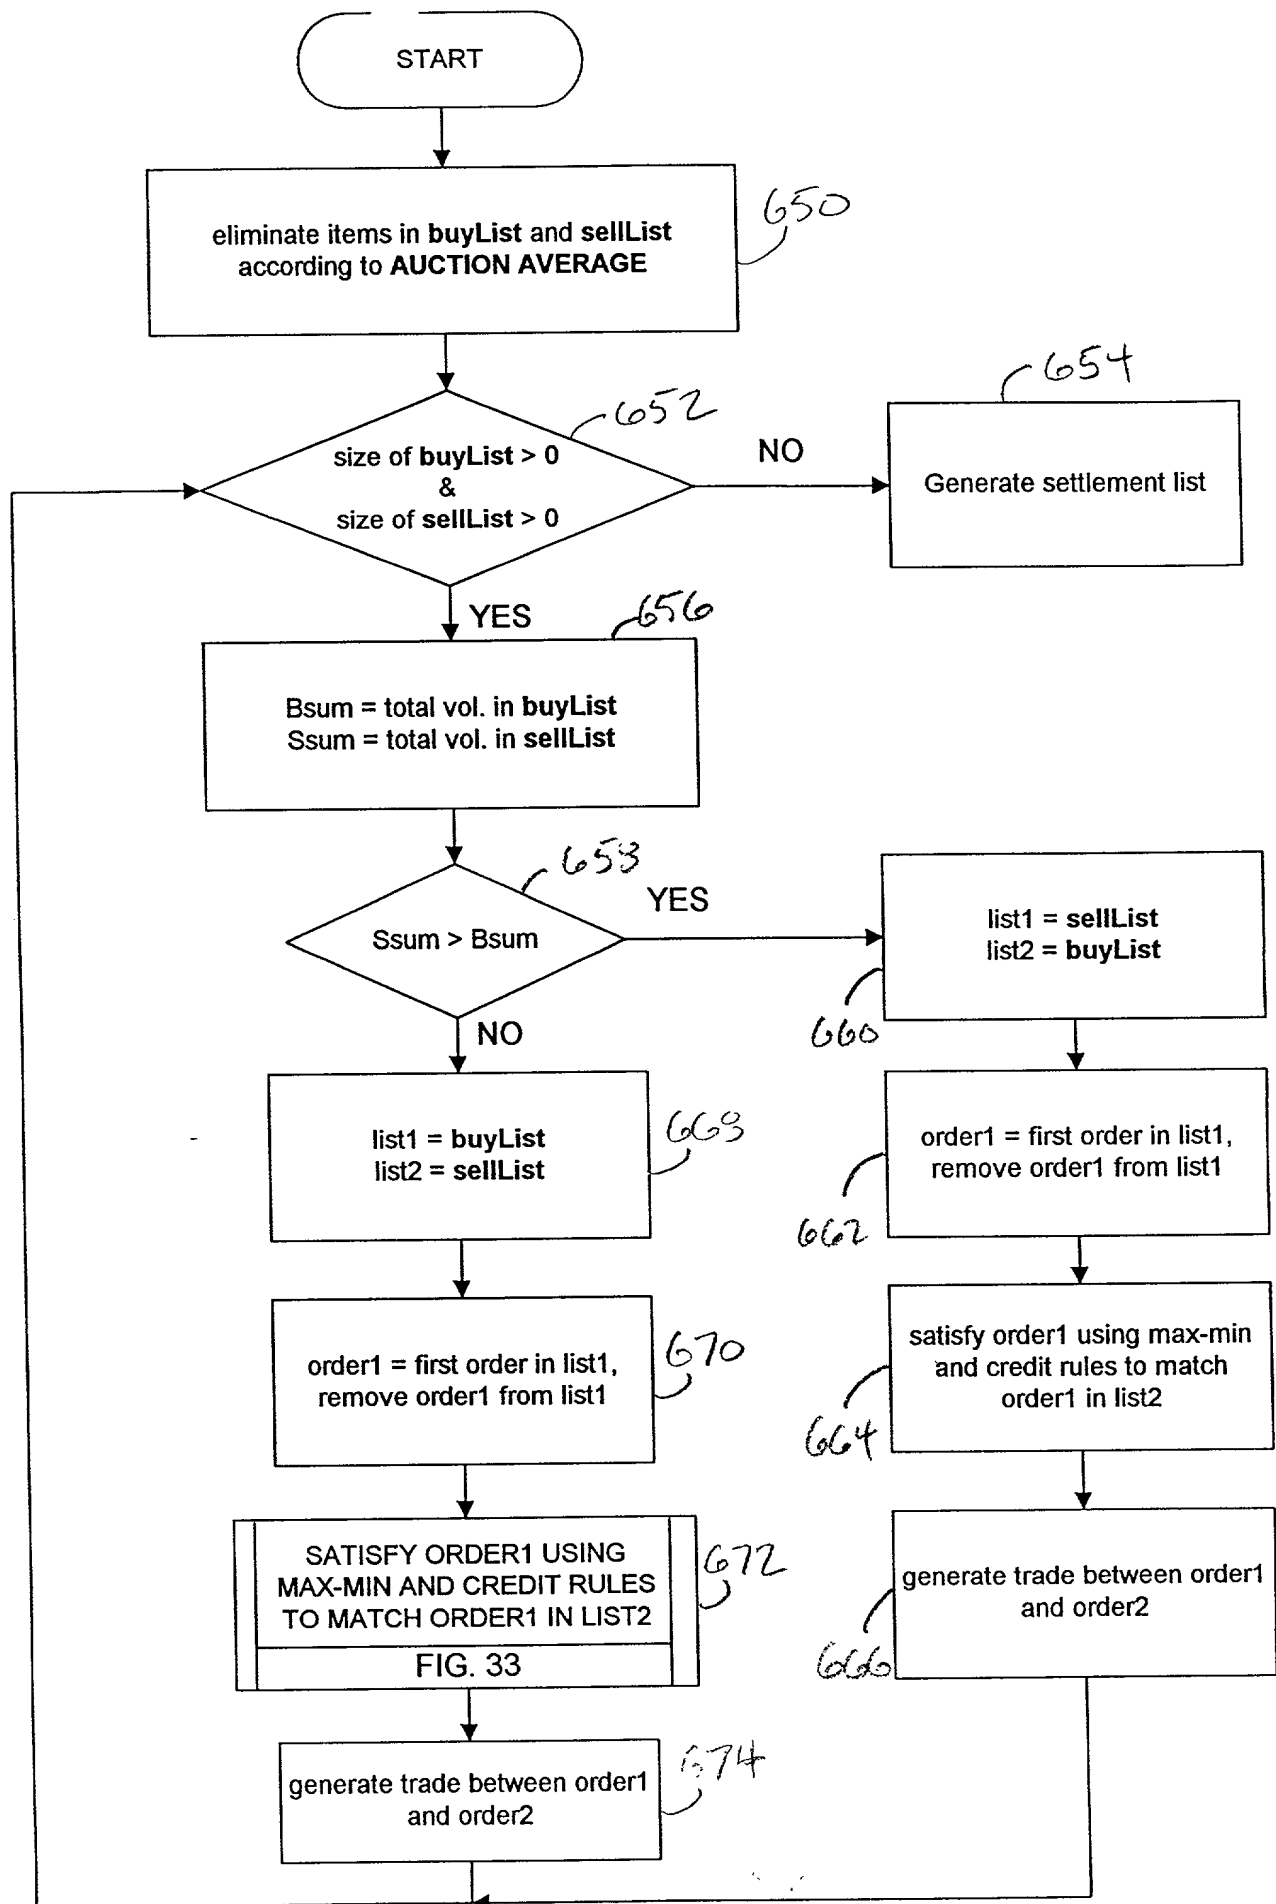 START
650
eliminate items in buyList and sellList
according to AUCTION AVERAGE
654
652
size of buyList > 0
&
size of sellList > 0
NO
Generate settlement list
YES
656
Bsum = total vol. in buyList
Ssum = total vol. in sellList
658
YES
Ssum > Bsum
list1 = sellList
list2 = buyList
660
NO
list1 = buyList
list2 = sellList
668
order1 = first order in list1,
remove order1 from list1
662
order1 = first order in list1,
remove order1 from list1
670
satisfy order1 using max-min
and credit rules to match
order1 in list2
664
SATISFY ORDER1 USING
MAX-MIN AND CREDIT RULES
TO MATCH ORDER1 IN LIST2
FIG. 33
672
generate trade between order1
and order2
666
generate trade between order1
and order2
674